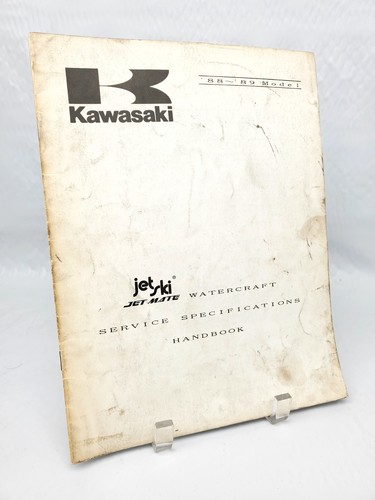 '88~'89 Model
Kawasaki
jet ski®
JET MATE WATERCRAFT
SERVICE SPECIFICATIONS
HANDBOOK